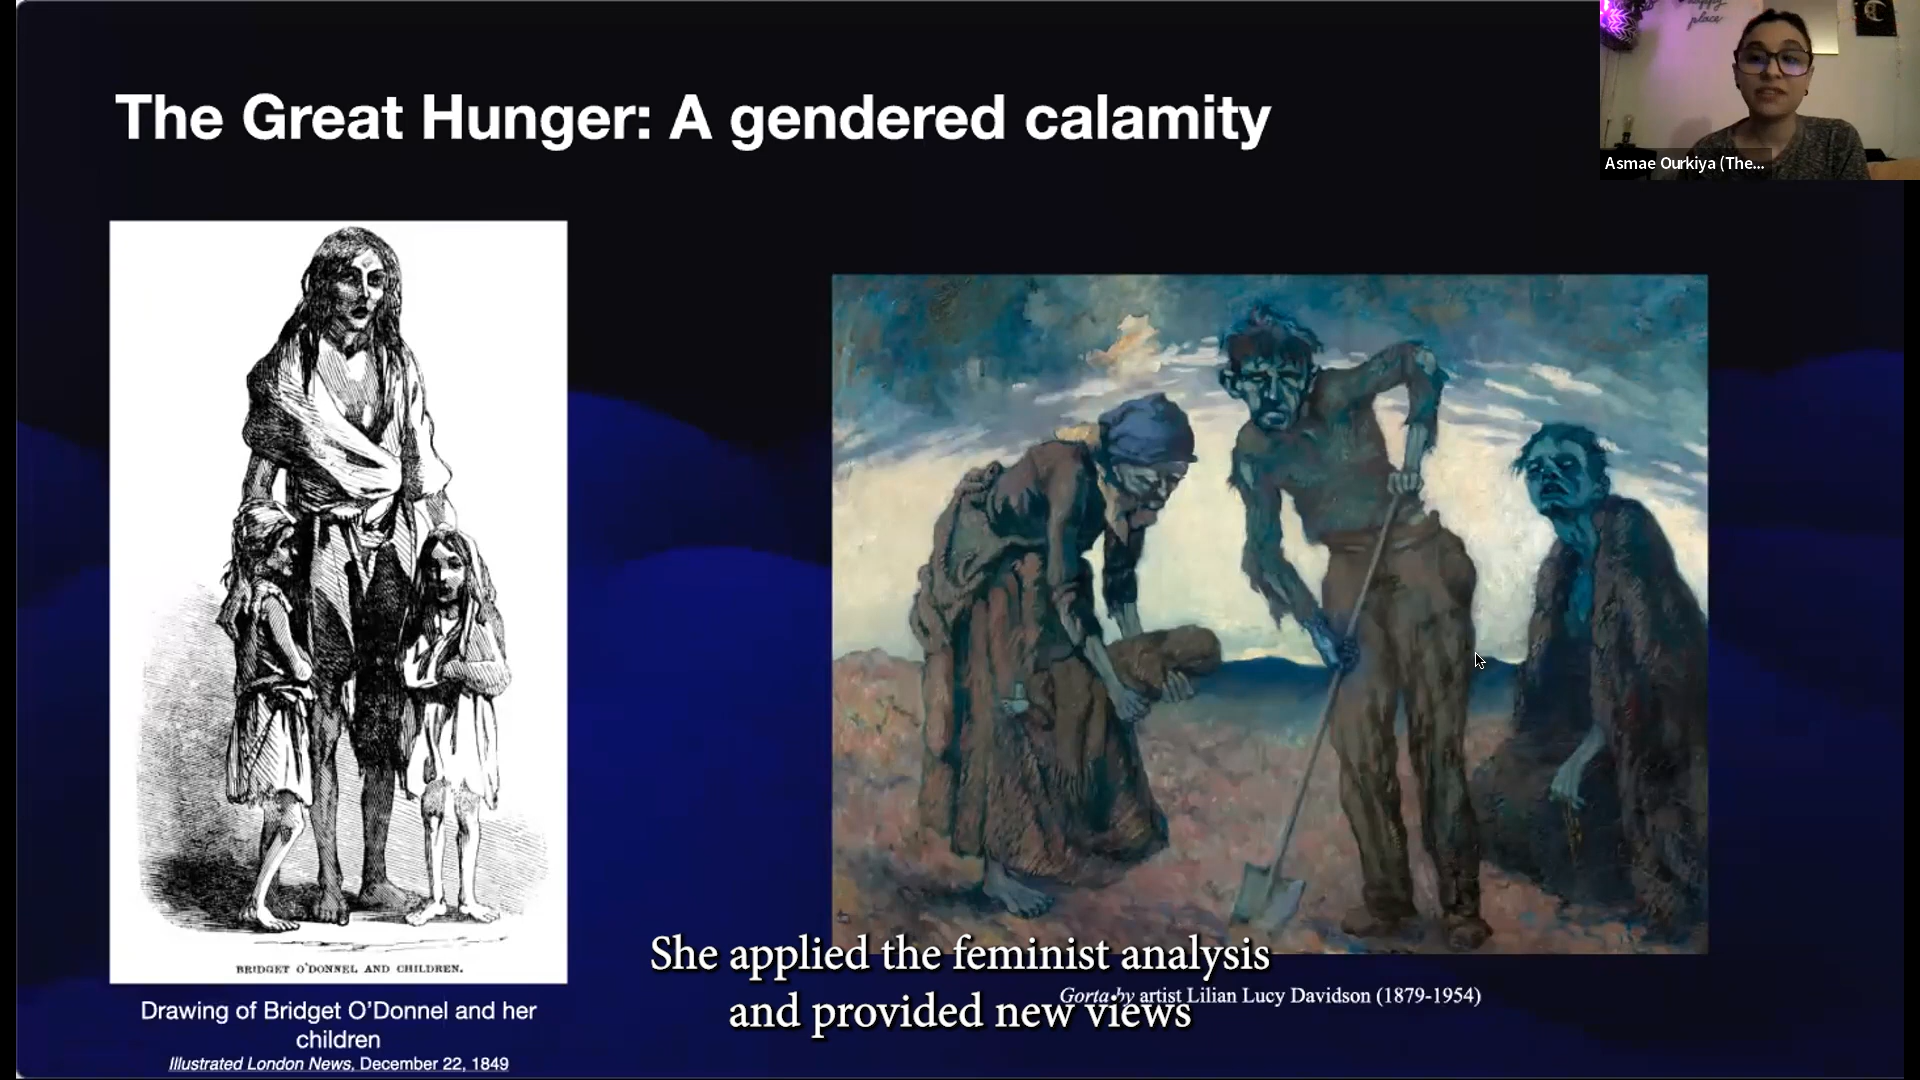 happy
place
The Great Hunger: A gendered calamity
Asmae Ourkiya (The...
BRIDGET O'DONNEL AND CHILDREN.
Drawing of Bridget O’Donnel and her
children
Illustrated London News, December 22, 1849
Gorta by artist Lilian Lucy Davidson (1879-1954)
She applied the feminist analysis
and provided new views